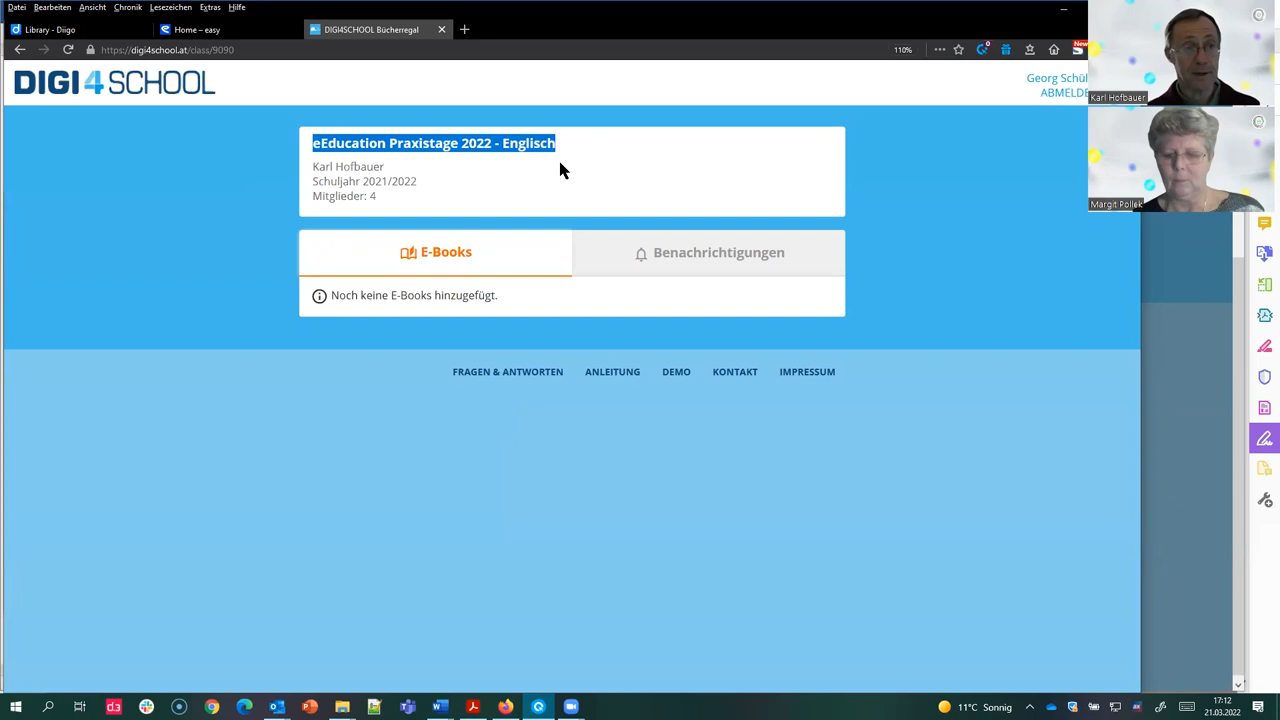 Datei Bearbeiten Ansicht Chronik Lesezeichen Extras Hilfe
Library - Diigo
Home – easy
DIGI4SCHOOL Bücherregal
https://digi4school.at/class/9090
110%
New
DIGI4SCHOOL
Georg Schül
ABMELDE
Karl Hofbauer
Margit Pollek
eEducation Praxistage 2022 - Englisch
Karl Hofbauer
Schuljahr 2021/2022
Mitglieder: 4
E-Books
Benachrichtigungen
Noch keine E-Books hinzugefügt.
FRAGEN & ANTWORTEN ANLEITUNG DEMO KONTAKT IMPRESSUM
d.3
11°C Sonnig
17:12
21.03.2022